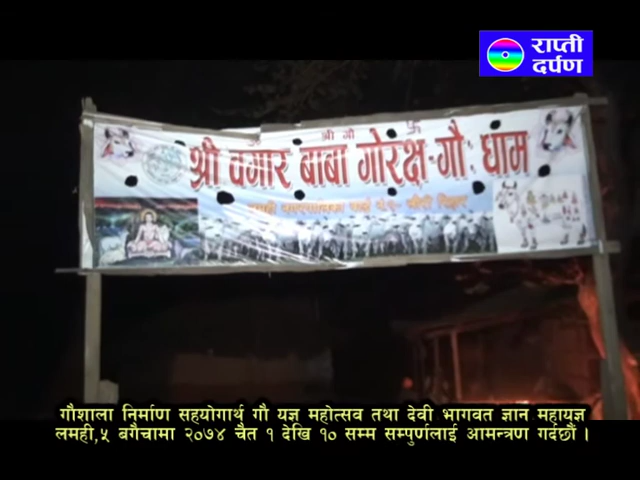 राप्ती
दर्पण
श्री गौ
श्री वगार बाबा गोरक्ष-गौ: धाम
गौशाला निर्माण सहयोगार्थ गौ यज्ञ महोत्सव तथा देवी भागवत ज्ञान महायज्ञ
लमही,५ बगैचामा २०७४ चैत १ देखि १० सम्म सम्पुर्णलाई आमन्त्रण गर्दछौं ।